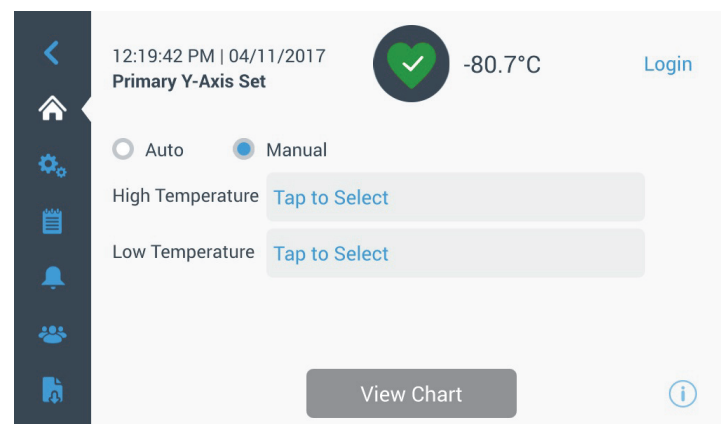 12:19:42 PM | 04/11/2017
Primary Y-Axis Set
-80.7°C
Login
Auto
Manual
High Temperature Tap to Select
Low Temperature Tap to Select
View Chart